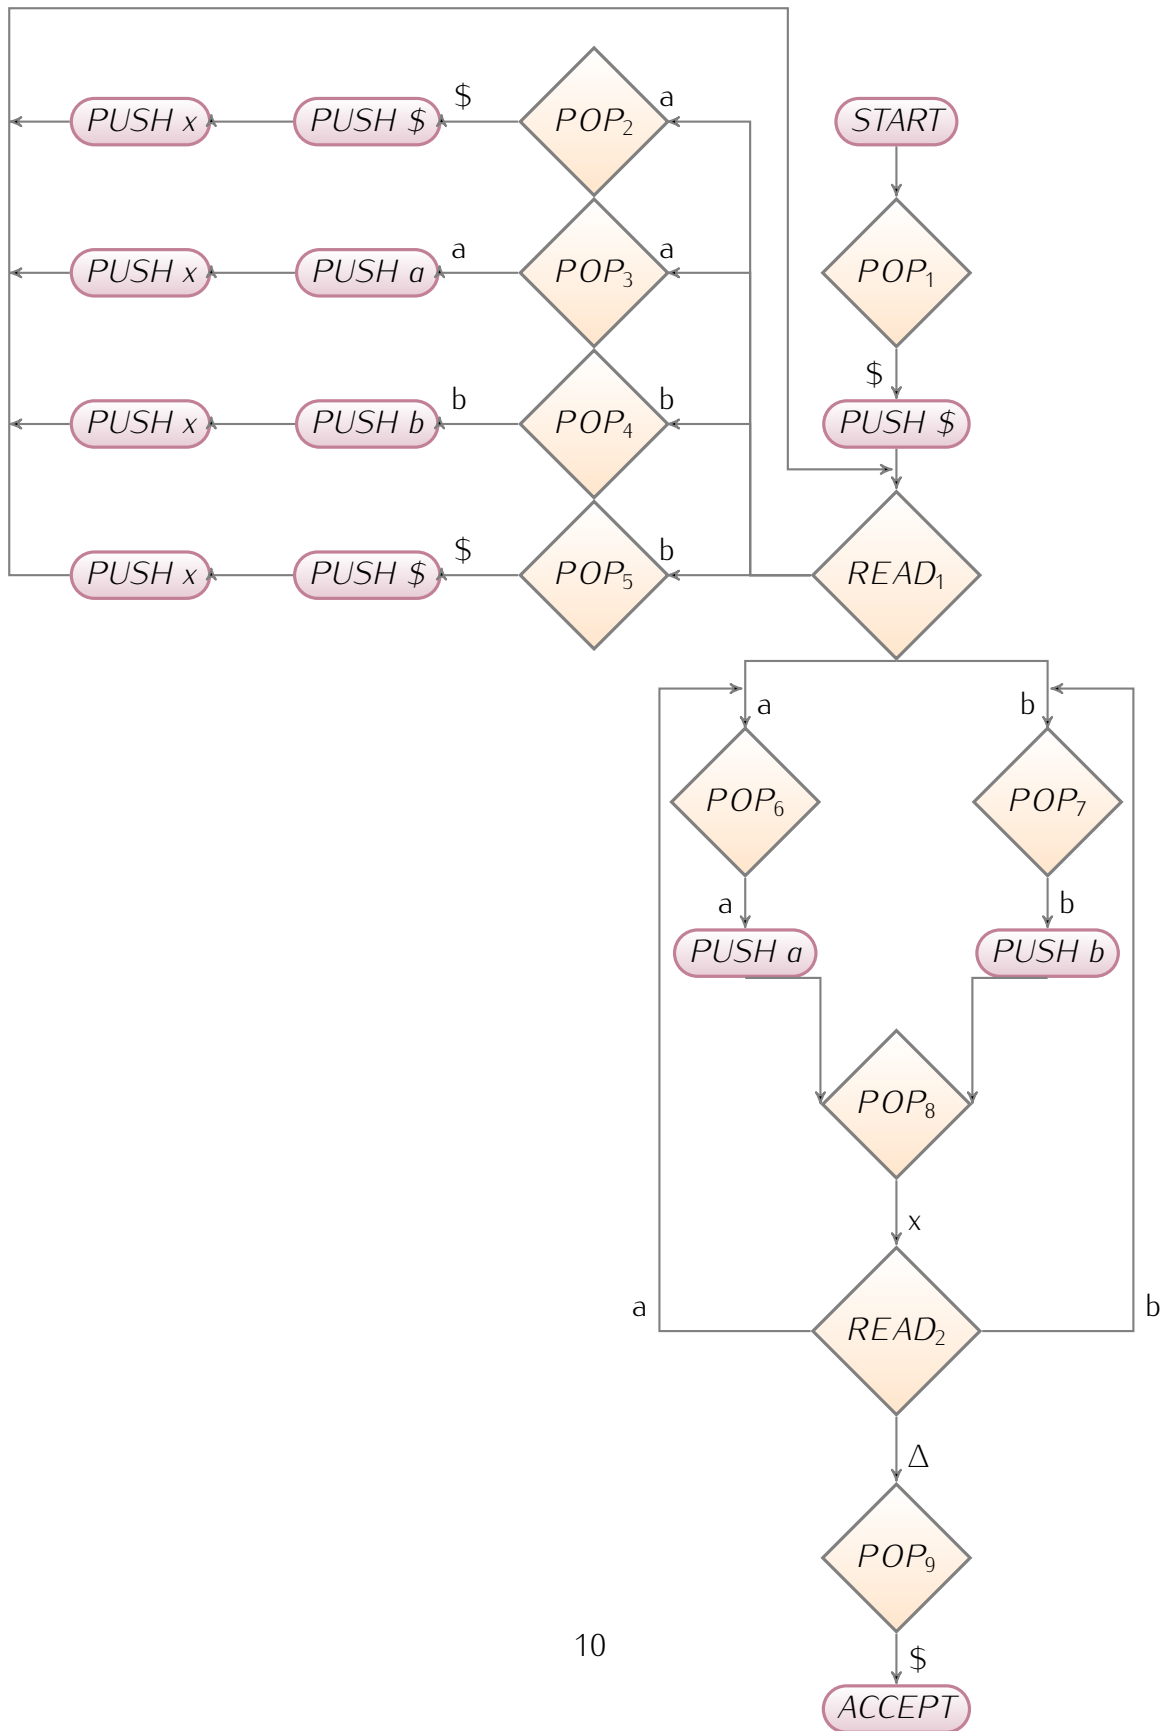 $ a
PUSH x PUSH $ POP2 START
a a
PUSH x PUSH a POP3 POP1
$
b b
PUSH x PUSH b POP4 PUSH $
$ b
PUSH x PUSH $ POP5 READ1
a b
POP6 POP7
a b
PUSH a PUSH b
POP8
x
a b
READ2
Δ
POP9
10
$
ACCEPT